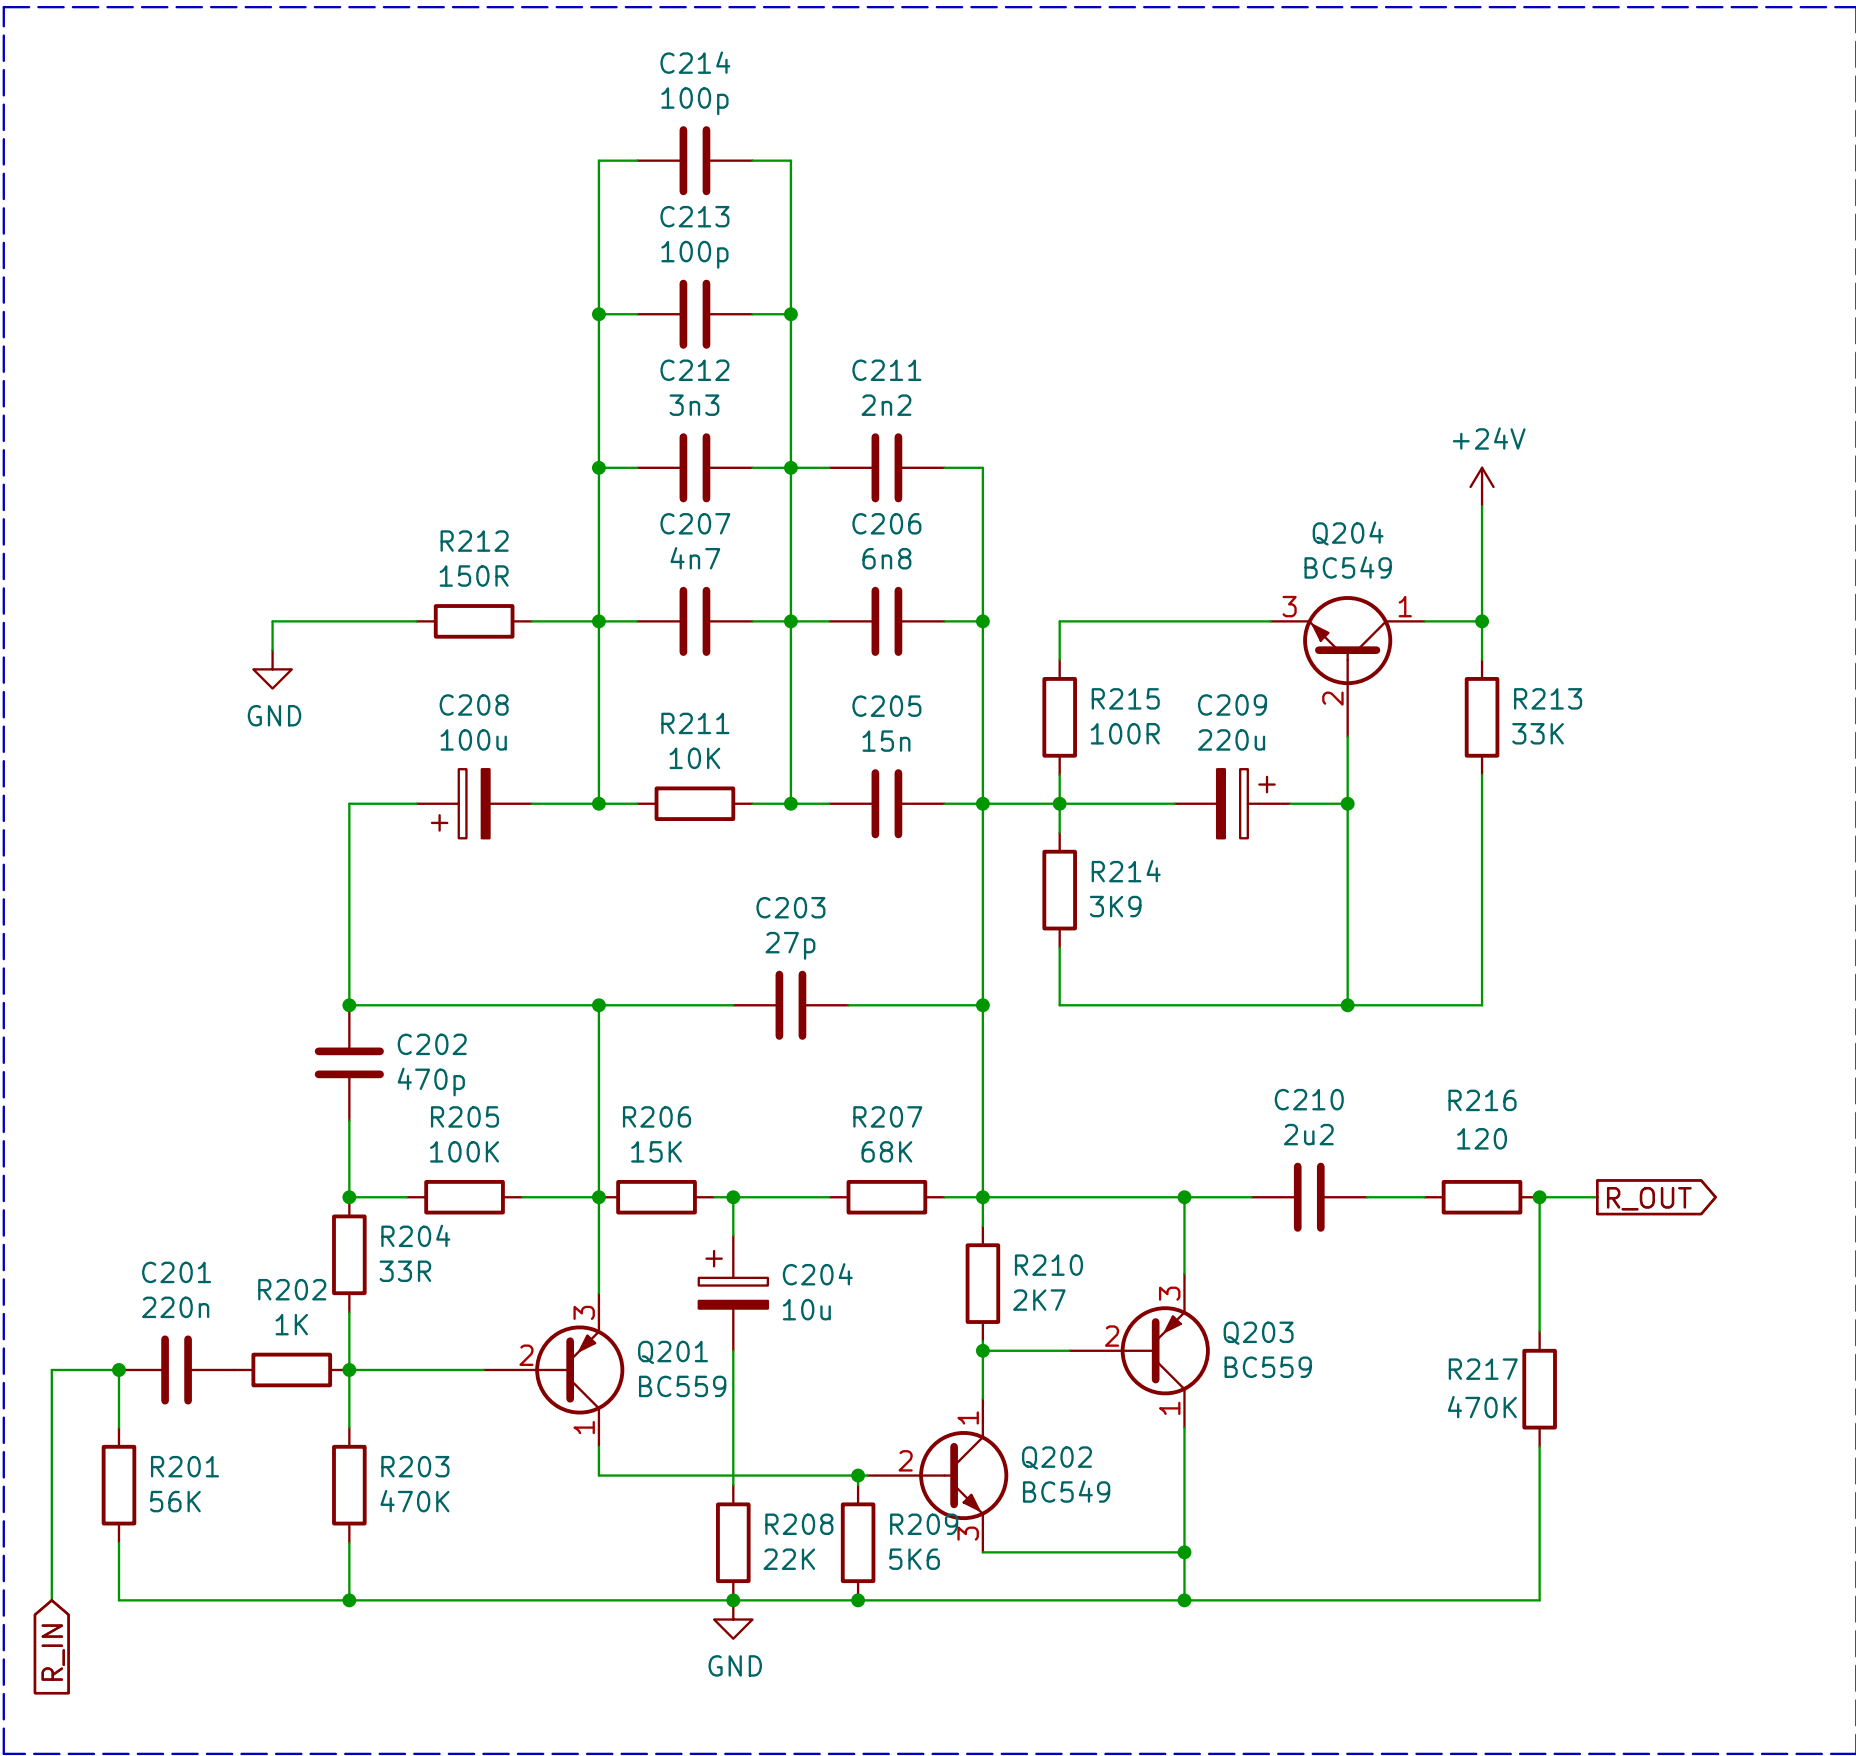 C214
100p
C213
100p
C212
3n3
C211
2n2
+24V
C207
4n7
C206
6n8
Q204
BC549
R212
150R
3
1
2
GND
C208
100u
+
R211
10K
C205
15n
R215
100R
C209
220u
+
R213
33K
R214
3K9
C203
27p
C202
470p
R205
100K
R206
15K
R207
68K
C210
2u2
R216
120
R_OUT
R204
33R
C201
220n
R202
1K
+
C204
10u
R210
2K7
3
2
1
Q201
BC559
3
2
1
Q203
BC559
R217
470K
R201
56K
R203
470K
1
2
3
Q202
BC549
R208
22K
R209
5K6
R_IN
GND